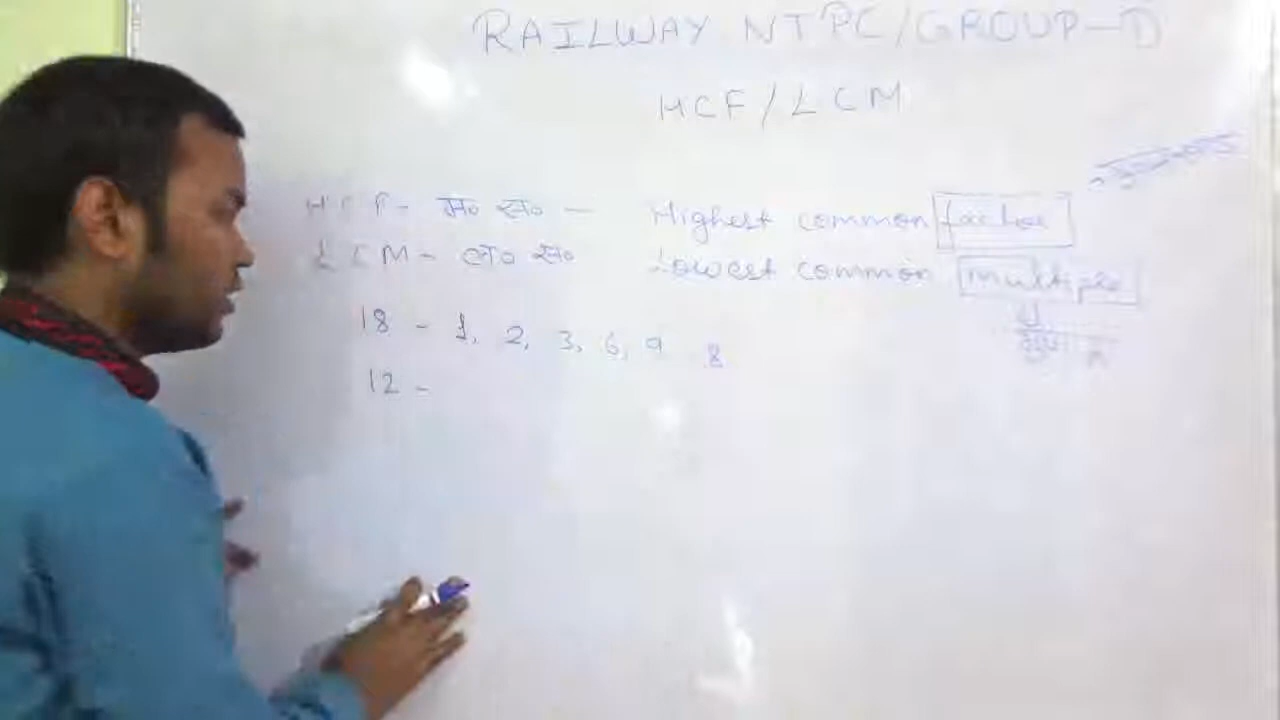 RAILWAY NTPC/GROUP-D
HCF/LCM
HCF- म० स० — Highest common factor
LCM- ल० स० Lowest common multiple
18 - 1, 2, 3, 6, 9 8
12 -